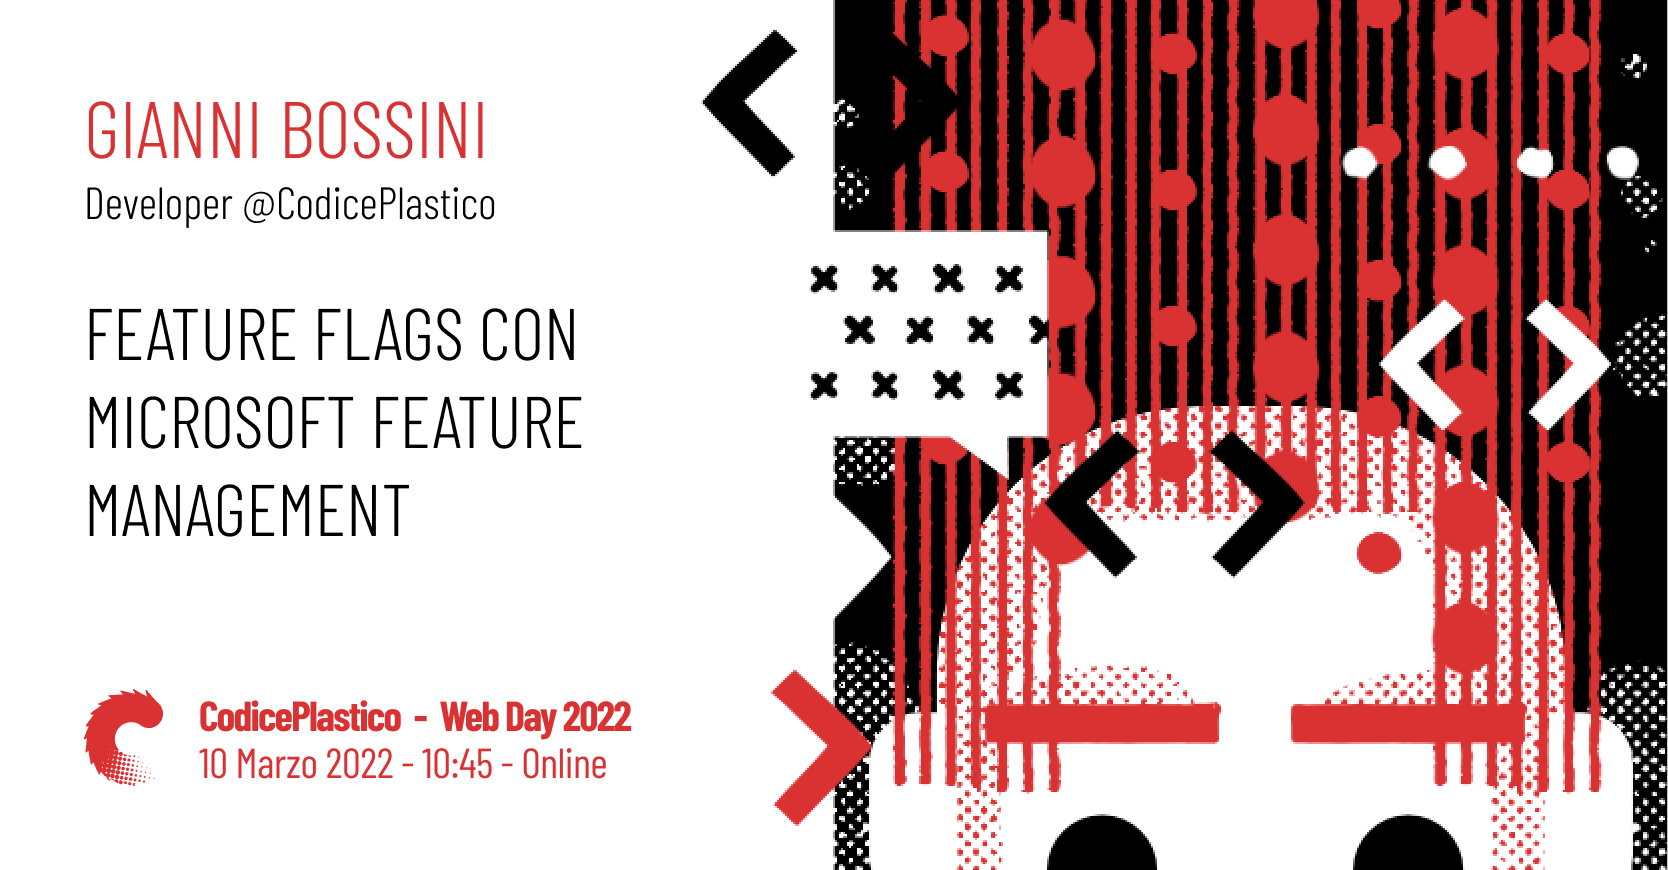 GIANNI BOSSINI
Developer @CodicePlastico
FEATURE FLAGS CON
MICROSOFT FEATURE
MANAGEMENT
CodicePlastico - Web Day 2022
10 Marzo 2022 - 10:45 - Online